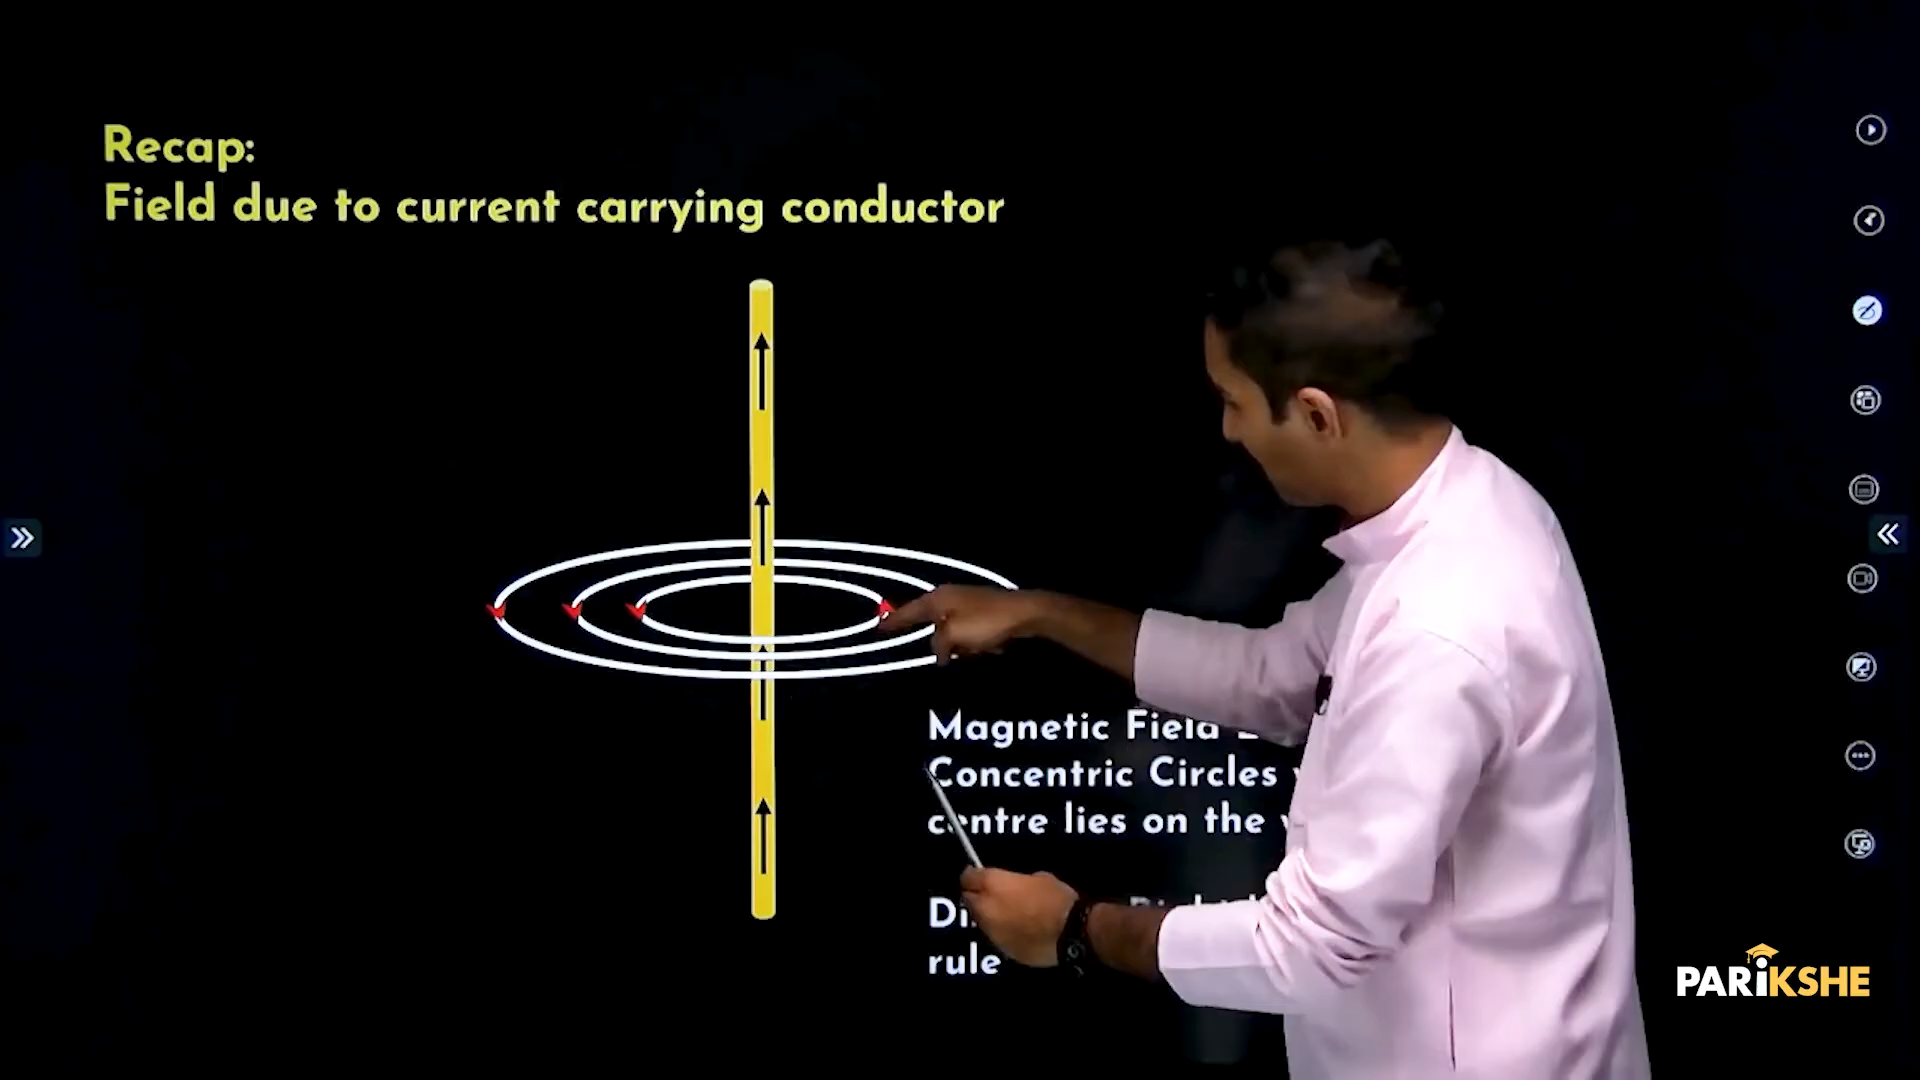 Recap:
Field due to current carrying conductor
Magnetic Field
Concentric Circles
centre lies on the
rule
PARiKSHE